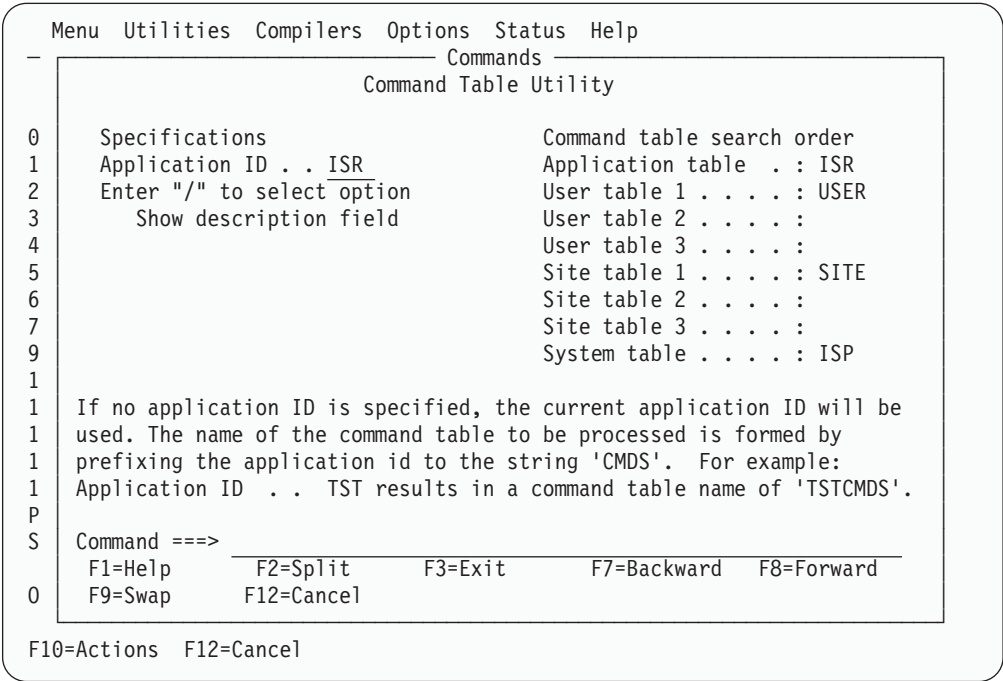 Menu  Utilities  Compilers  Options  Status  Help
Commands
Command Table Utility
0  Specifications  Command table search order
1  Application ID . . ISR  Application table  . : ISR
2  Enter "/" to select option  User table 1 . . . . : USER
3  Show description field  User table 2 . . . . :
4  User table 3 . . . . :
5  Site table 1 . . . . : SITE
6  Site table 2 . . . . :
7  Site table 3 . . . . :
9  System table . . . . : ISP
1
1  If no application ID is specified, the current application ID will be
1  used. The name of the command table to be processed is formed by
1  prefixing the application id to the string 'CMDS'.  For example:
1  Application ID  . .  TST results in a command table name of 'TSTCMDS'.
P
S  Command ===>
F1=Help  F2=Split  F3=Exit  F7=Backward  F8=Forward
O  F9=Swap  F12=Cancel
F10=Actions  F12=Cancel